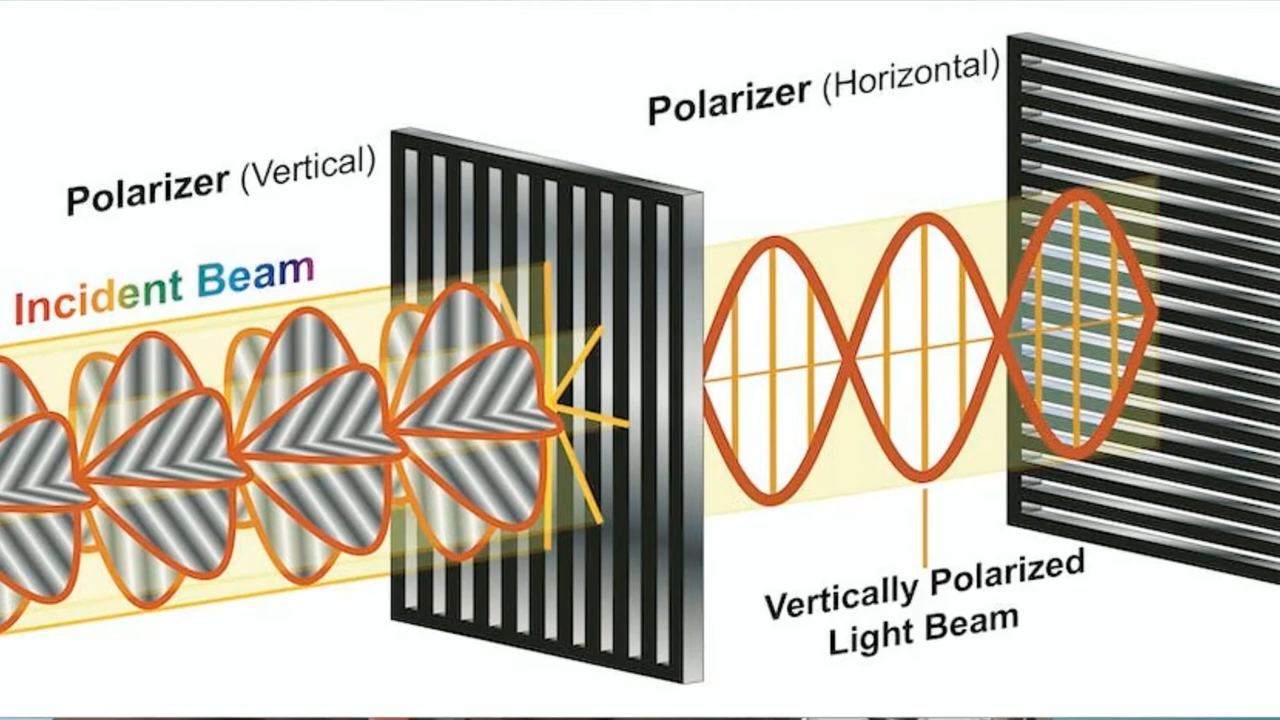 Polarizer (Vertical)
Incident Beam
Polarizer (Horizontal)
Vertically Polarized
Light Beam